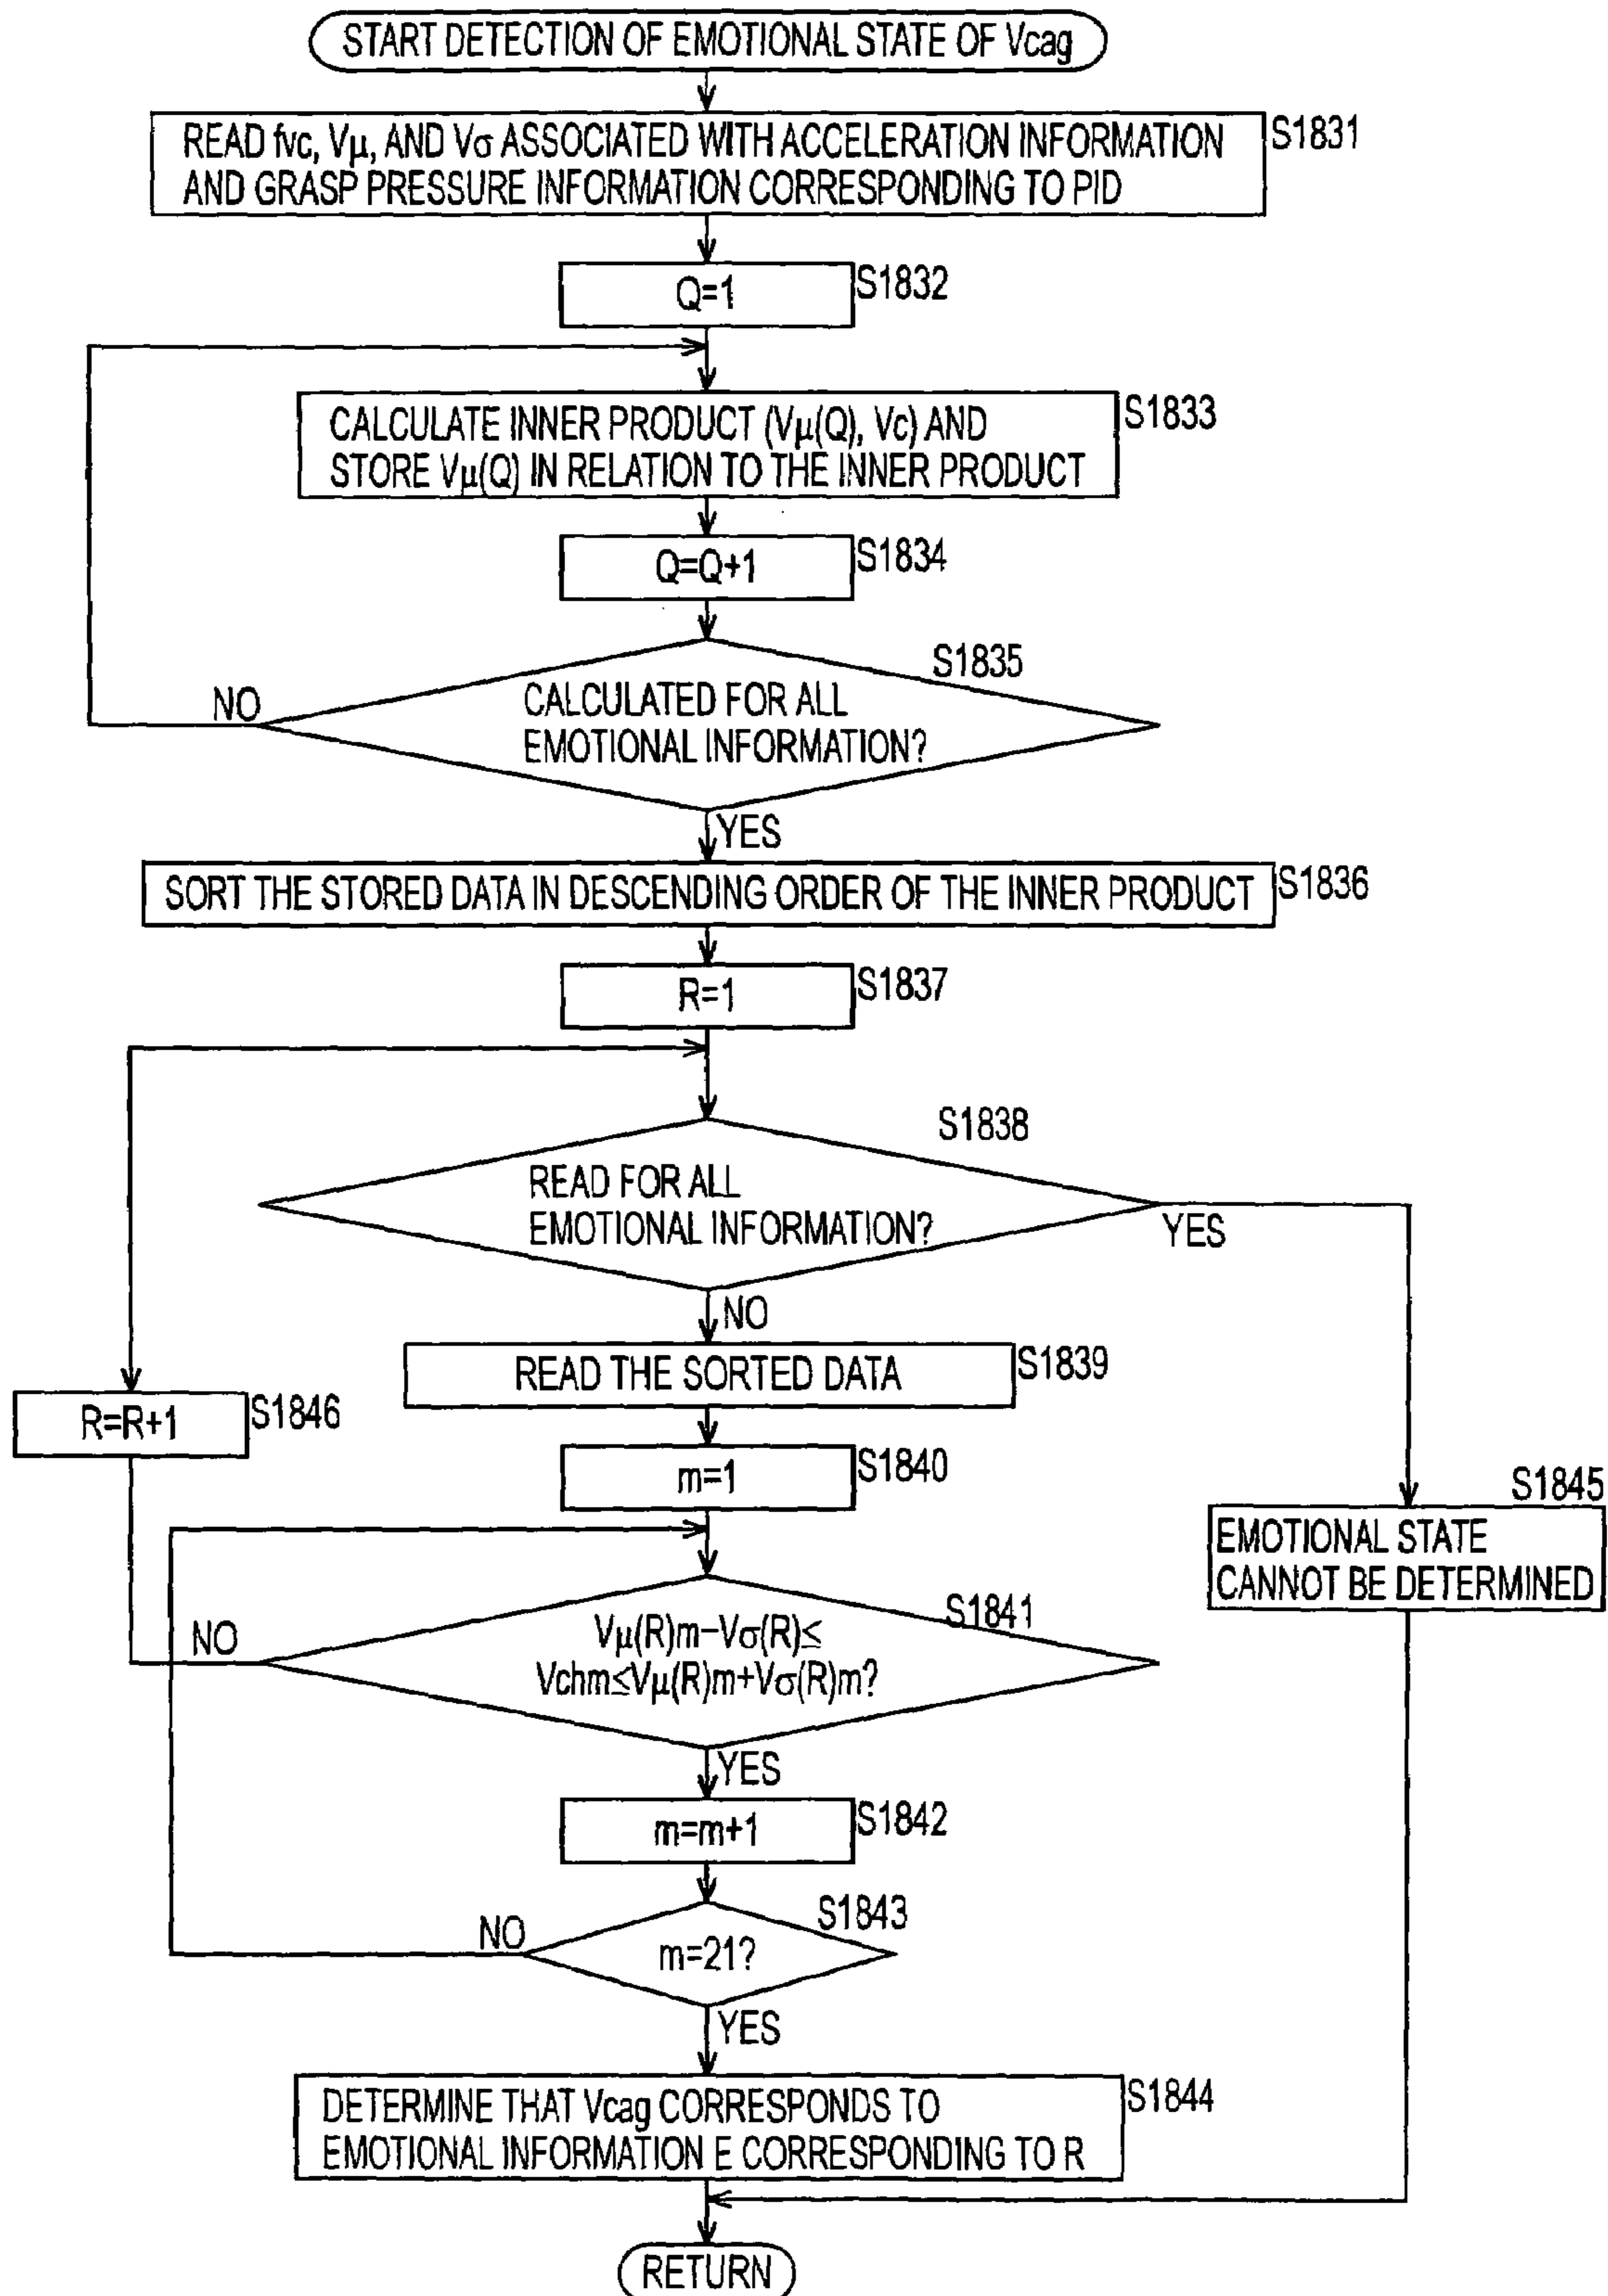 START DETECTION OF EMOTIONAL STATE OF Vcag
READ fvc, Vμ, AND Vσ ASSOCIATED WITH ACCELERATION INFORMATION
AND GRASP PRESSURE INFORMATION CORRESPONDING TO PID
S1831
Q=1
S1832
CALCULATE INNER PRODUCT (Vμ(Q), Vc) AND
STORE Vμ(Q) IN RELATION TO THE INNER PRODUCT
S1833
Q=Q+1
S1834
S1835
CALCULATED FOR ALL
EMOTIONAL INFORMATION?
NO
YES
SORT THE STORED DATA IN DESCENDING ORDER OF THE INNER PRODUCT
S1836
R=1
S1837
S1838
READ FOR ALL
EMOTIONAL INFORMATION?
YES
NO
READ THE SORTED DATA
S1839
R=R+1
S1846
m=1
S1840
S1845
EMOTIONAL STATE
CANNOT BE DETERMINED
S1841
Vμ(R)m−Vσ(R)≤
Vchm≤Vμ(R)m+Vσ(R)m?
NO
YES
m=m+1
S1842
S1843
m=21?
NO
YES
DETERMINE THAT Vcag CORRESPONDS TO
EMOTIONAL INFORMATION E CORRESPONDING TO R
S1844
RETURN